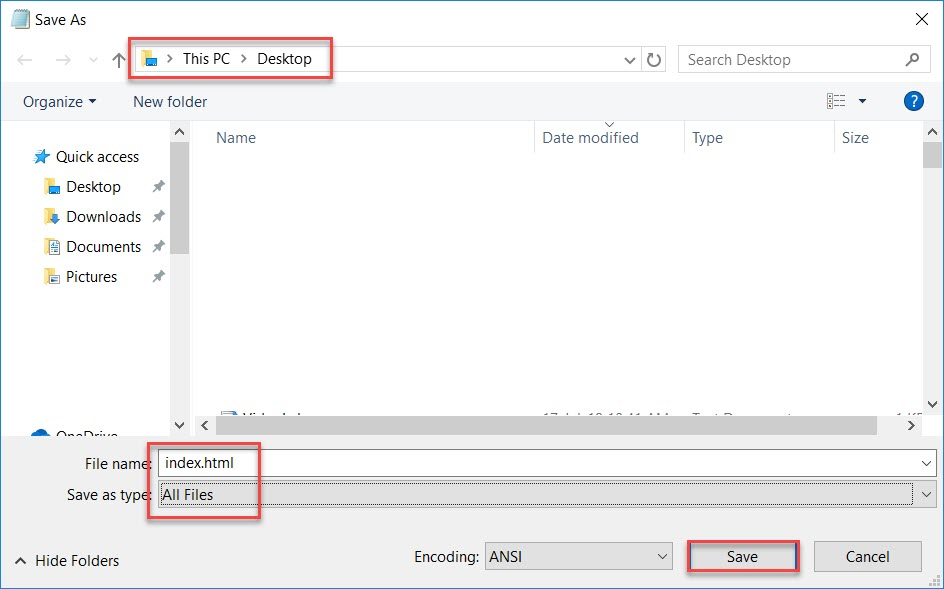 Save As
This PC > Desktop
Search Desktop
Organize
New folder
?
Name
Date modified
Type
Size
Quick access
Desktop
Downloads
Documents
Pictures
OneDrive
File name: index.html
Save as type: All Files
Hide Folders
Encoding: ANSI
Save
Cancel